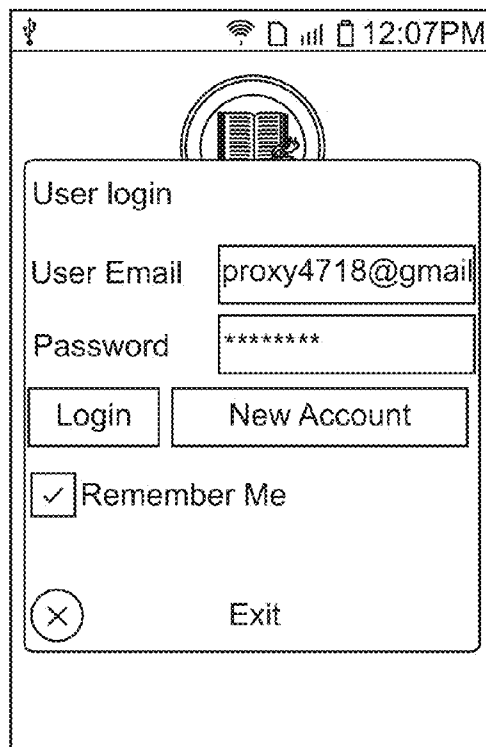 12:07PM
User login
User Email proxy4718@gmail
Password ********
Login New Account
Remember Me
Exit